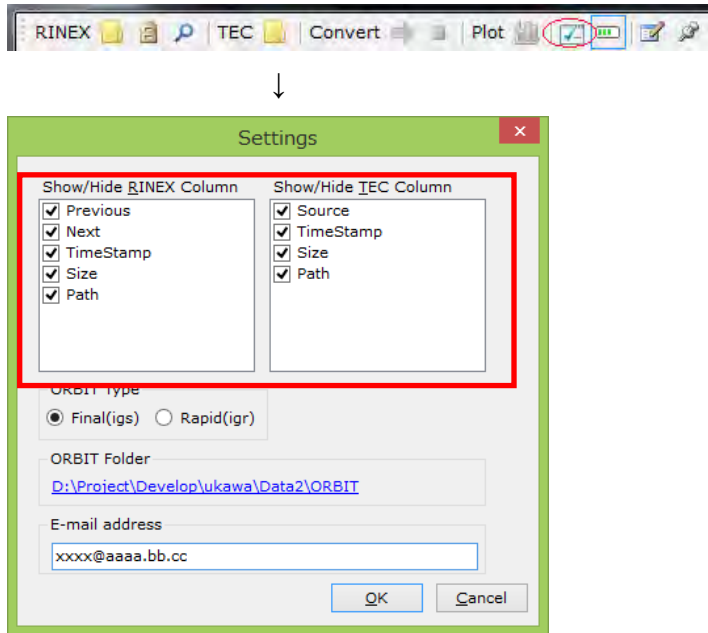 RINEX TEC Convert Plot
↓
Settings
Show/Hide RINEX Column Show/Hide TEC Column
Previous Source
Next TimeStamp
TimeStamp Size
Size Path
Path
ORBIT Type
Final(igs) Rapid(igr)
ORBIT Folder
D:\Project\Develop\ukawa\Data2\ORBIT
E-mail address
xxxx@aaaa.bb.cc
OK Cancel